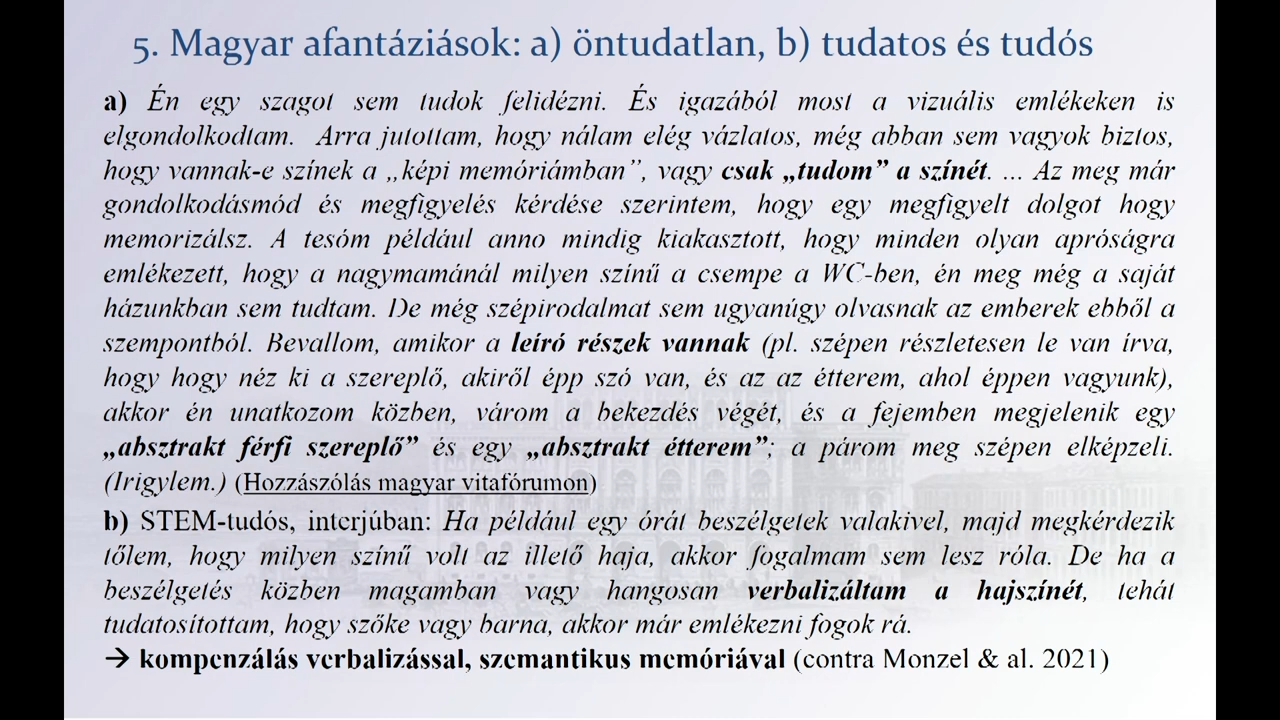 5. Magyar afantáziások: a) öntudatlan, b) tudatos és tudós
a) Én egy szagot sem tudok felidézni. És igazából most a vizuális emlékeken is
elgondolkodtam. Arra jutottam, hogy nálam elég vázlatos, még abban sem vagyok biztos,
hogy vannak-e színek a „képi memóriámban”, vagy csak „tudom” a színét. ... Az meg már
gondolkodásmód és megfigyelés kérdése szerintem, hogy egy megfigyelt dolgot hogy
memorizálsz. A tesóm például anno mindig kiakasztott, hogy minden olyan apróságra
emlékezett, hogy a nagymamánál milyen színű a csempe a WC-ben, én meg még a saját
házunkban sem tudtam. De még szépirodalmat sem ugyanúgy olvasnak az emberek ebből a
szempontból. Bevallom, amikor a leíró részek vannak (pl. szépen részletesen le van írva,
hogy hogy néz ki a szereplő, akiről épp szó van, és az az étterem, ahol éppen vagyunk),
akkor én unatkozom közben, várom a bekezdés végét, és a fejemben megjelenik egy
„absztrakt férfi szereplő” és egy „absztrakt étterem”; a párom meg szépen elképzeli.
(Irigylem.) (Hozzászólás magyar vitafórumon)
b) STEM-tudós, interjúban: Ha például egy órát beszélgetek valakivel, majd megkérdezik
tőlem, hogy milyen színű volt az illető haja, akkor fogalmam sem lesz róla. De ha a
beszélgetés közben magamban vagy hangosan verbalizáltam a hajszínét, tehát
tudatosítottam, hogy szőke vagy barna, akkor már emlékezni fogok rá.
→ kompenzálás verbalizással, szemantikus memóriával (contra Monzel & al. 2021)